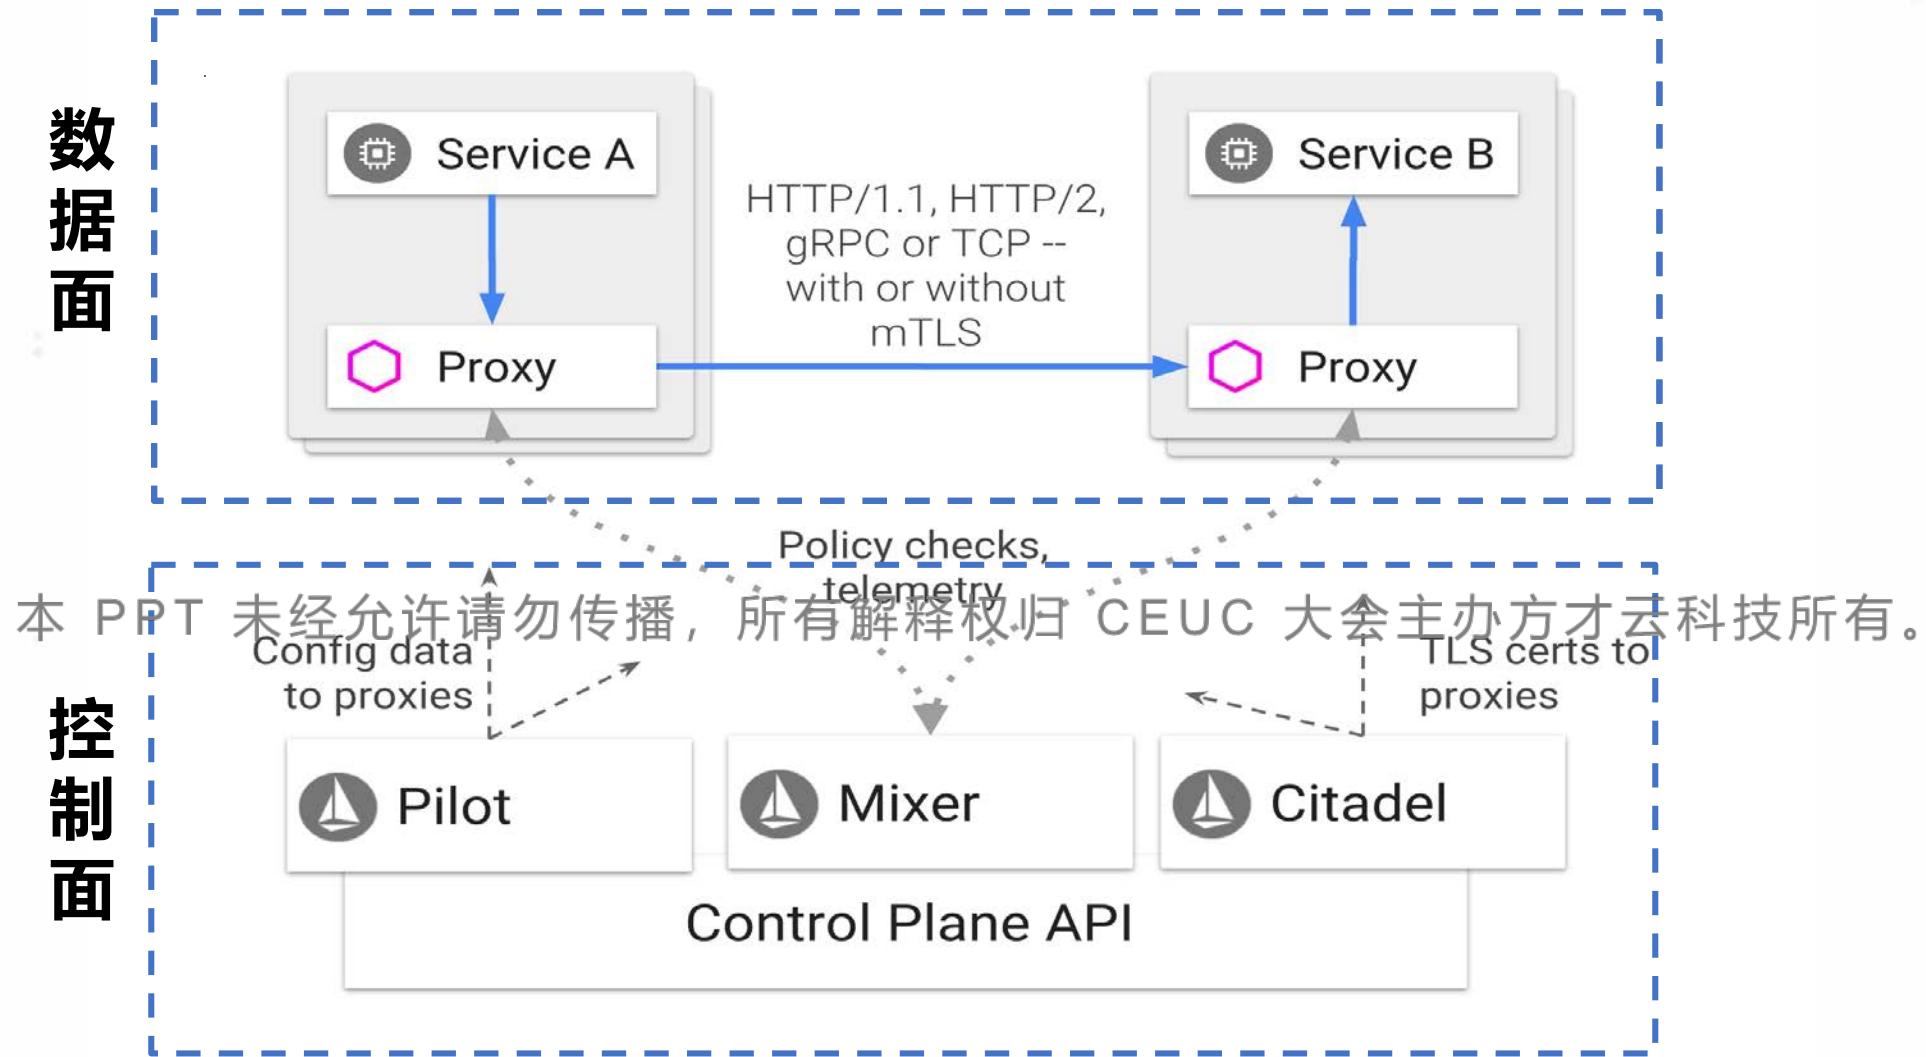 数据面
Service A
Service B
HTTP/1.1, HTTP/2,
gRPC or TCP --
with or without
mTLS
Proxy
Proxy
Policy checks,
telemetry
本 PPT 未经允许请勿传播，所有解释权归 CEUC 大会主办方才云科技所有。
Config data
to proxies
TLS certs to
proxies
控制面
Pilot
Mixer
Citadel
Control Plane API